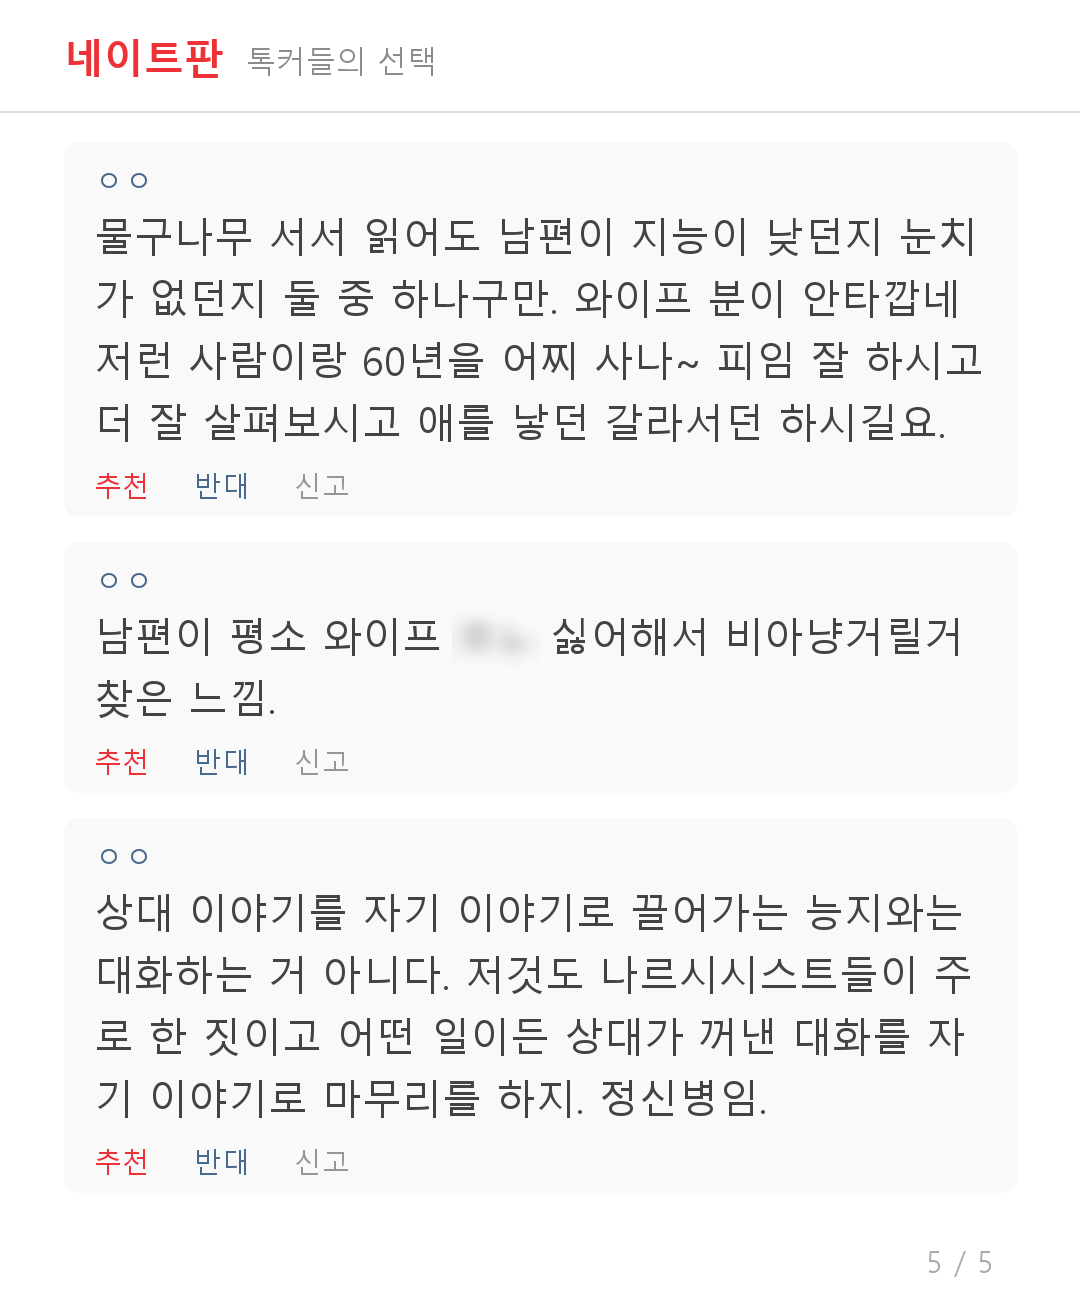 네이트판 톡커들의 선택
ㅇㅇ
물구나무 서서 읽어도 남편이 지능이 낮던지 눈치
가 없던지 둘 중 하나구만. 와이프 분이 안타깝네
저런 사람이랑 60년을 어찌 사나~ 피임 잘 하시고
더 잘 살펴보시고 애를 낳던 갈라서던 하시길요.
추천 반대 신고
ㅇㅇ
남편이 평소 와이프 싫어해서 비아냥거릴거
찾은 느낌.
추천 반대 신고
ㅇㅇ
상대 이야기를 자기 이야기로 끌어가는 능지와는
대화하는 거 아니다. 저것도 나르시시스트들이 주
로 한 짓이고 어떤 일이든 상대가 꺼낸 대화를 자
기 이야기로 마무리를 하지. 정신병임.
추천 반대 신고
5 / 5